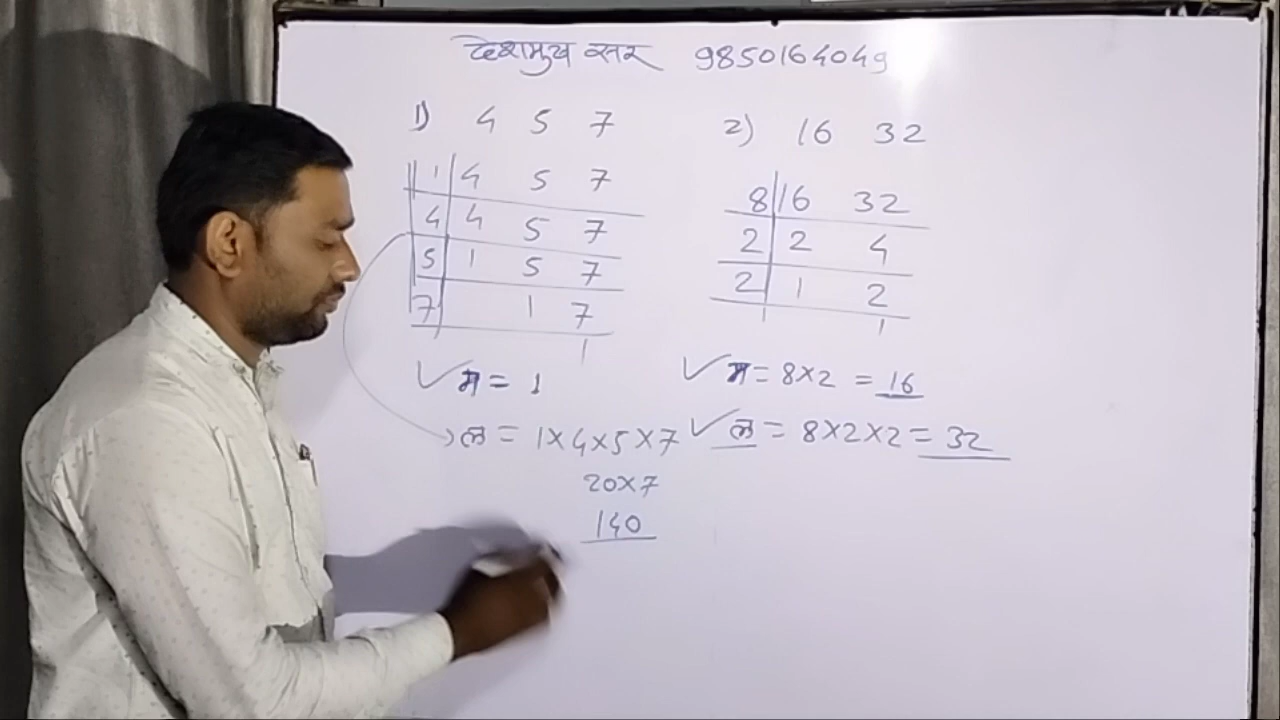 देशमुख सर 9850164049
1) 4 5 7
1 4 5 7
4 4 5 7
5 1 5 7
7 1 7
1
✓ म = 1
ल = 1×4×5×7
20×7
140
2) 16 32
8 16 32
2 2 4
2 1 2
1
✓ म = 8×2 = 16
✓ ल = 8×2×2 = 32